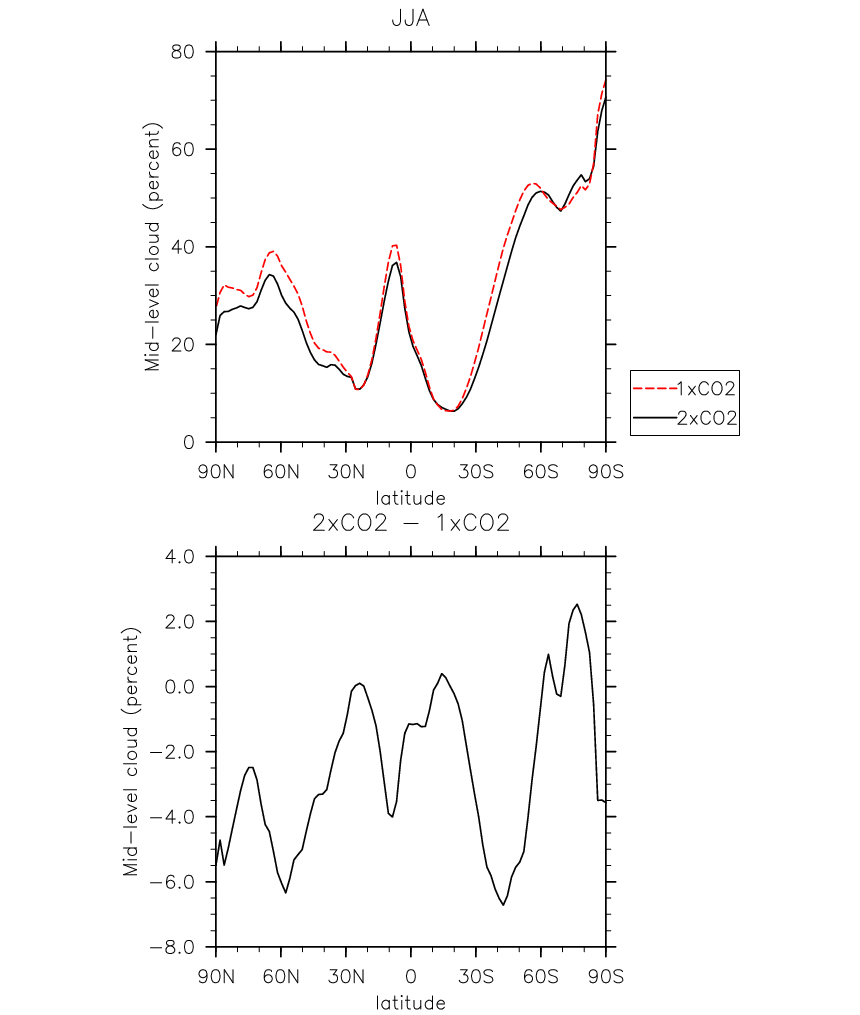 JJA
80
60
40
20
0
Mid-level cloud (percent)
90N 60N 30N 0 30S 60S 90S
latitude
1xCO2
2xCO2
2xCO2 - 1xCO2
4.0
2.0
0.0
-2.0
-4.0
-6.0
-8.0
Mid-level cloud (percent)
90N 60N 30N 0 30S 60S 90S
latitude